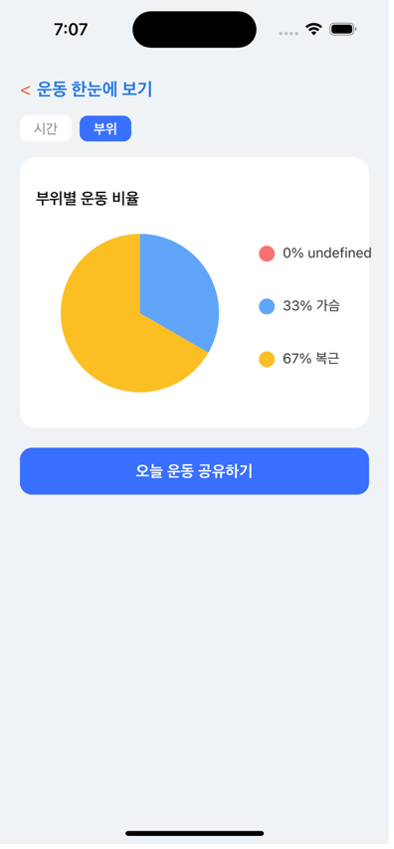 7:07
< 운동 한눈에 보기
시간 부위
부위별 운동 비율
0% undefined
33% 가슴
67% 복근
오늘 운동 공유하기